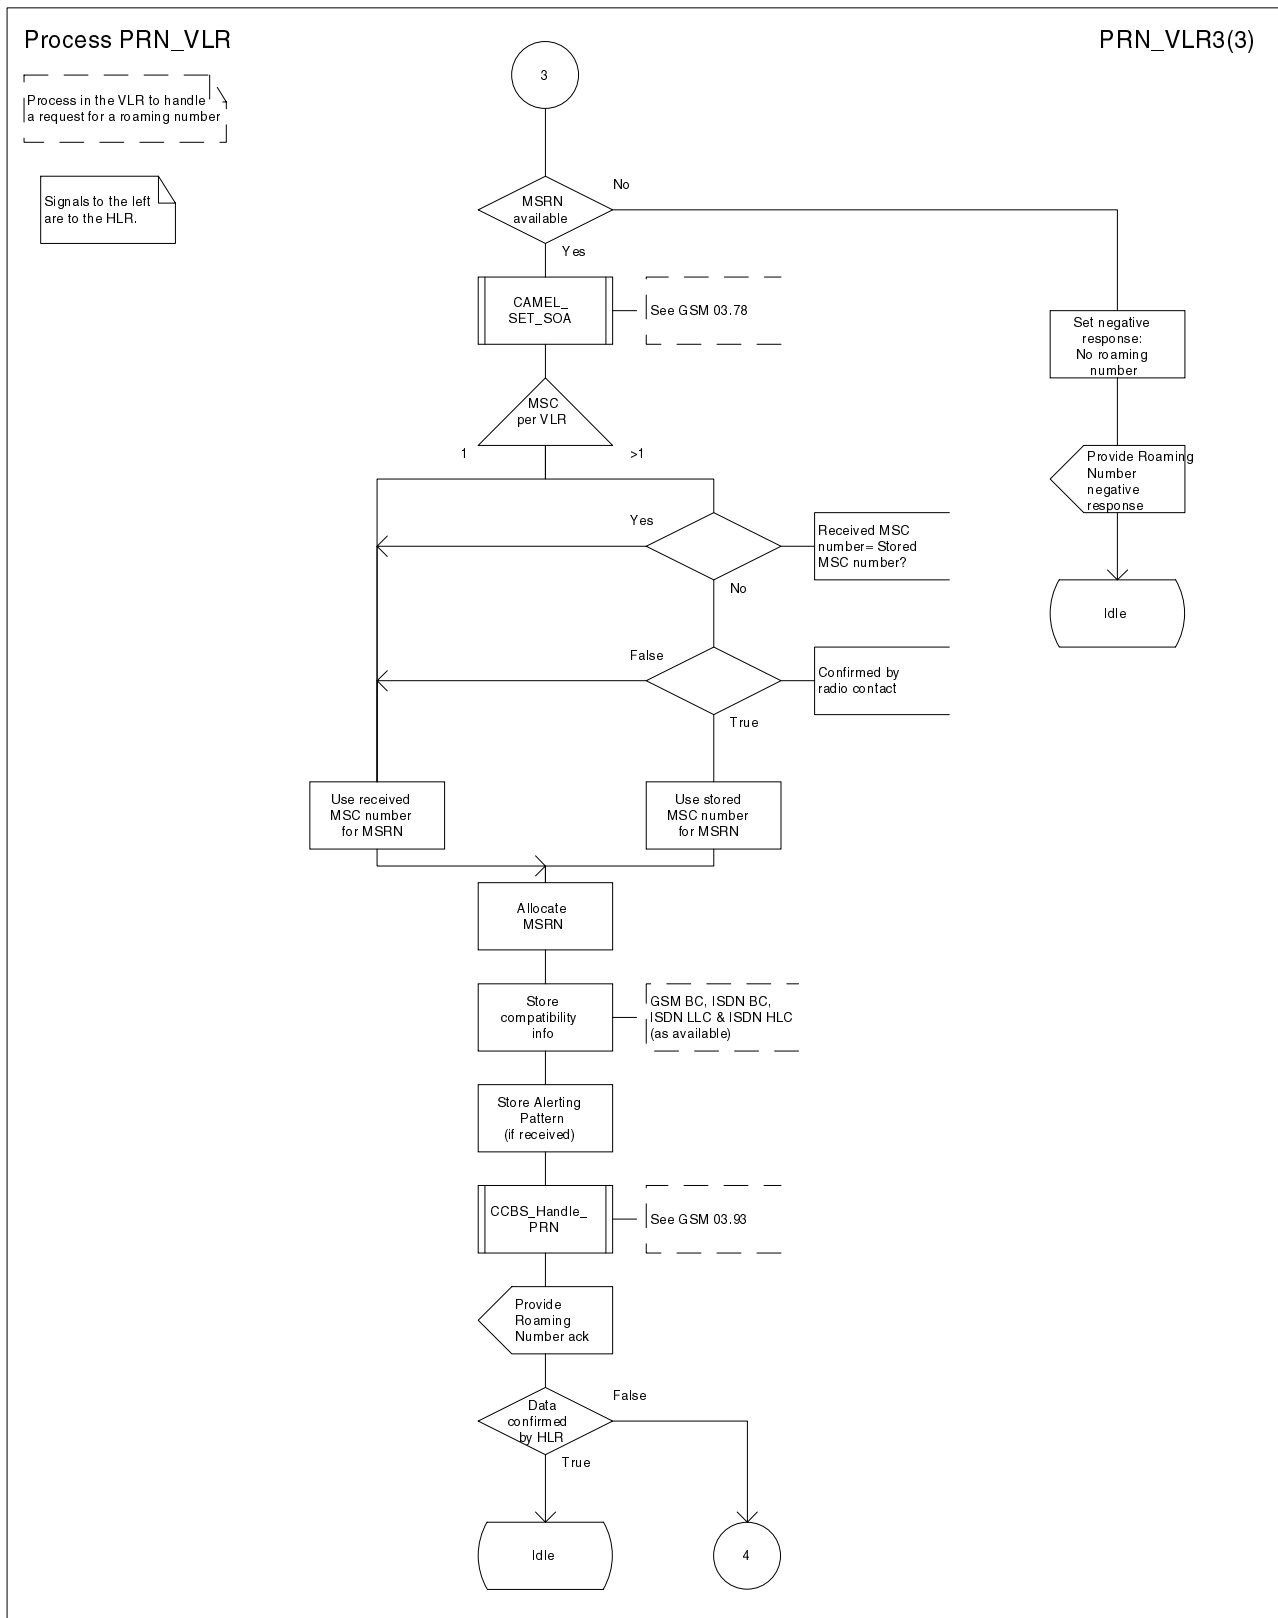 Process PRN_VLR
PRN_VLR3(3)
Process in the VLR to handle
a request for a roaming number
Signals to the left
are to the HLR.
3
MSRN
available
No
Yes
CAMEL_
SET_SOA
See GSM 03.78
Set negative
response:
No roaming
number
MSC
per VLR
1
>1
Provide Roaming
Number
negative
response
Yes
Received MSC
number= Stored
MSC number?
No
Idle
False
Confirmed by
radio contact
True
Use received
MSC number
for MSRN
Use stored
MSC number
for MSRN
Allocate
MSRN
Store
compatibility
info
GSM BC, ISDN BC,
ISDN LLC & ISDN HLC
(as available)
Store Alerting
Pattern
(if received)
CCBS_Handle_
PRN
See GSM 03.93
Provide
Roaming
Number ack
Data
confirmed
by HLR
False
True
Idle
4